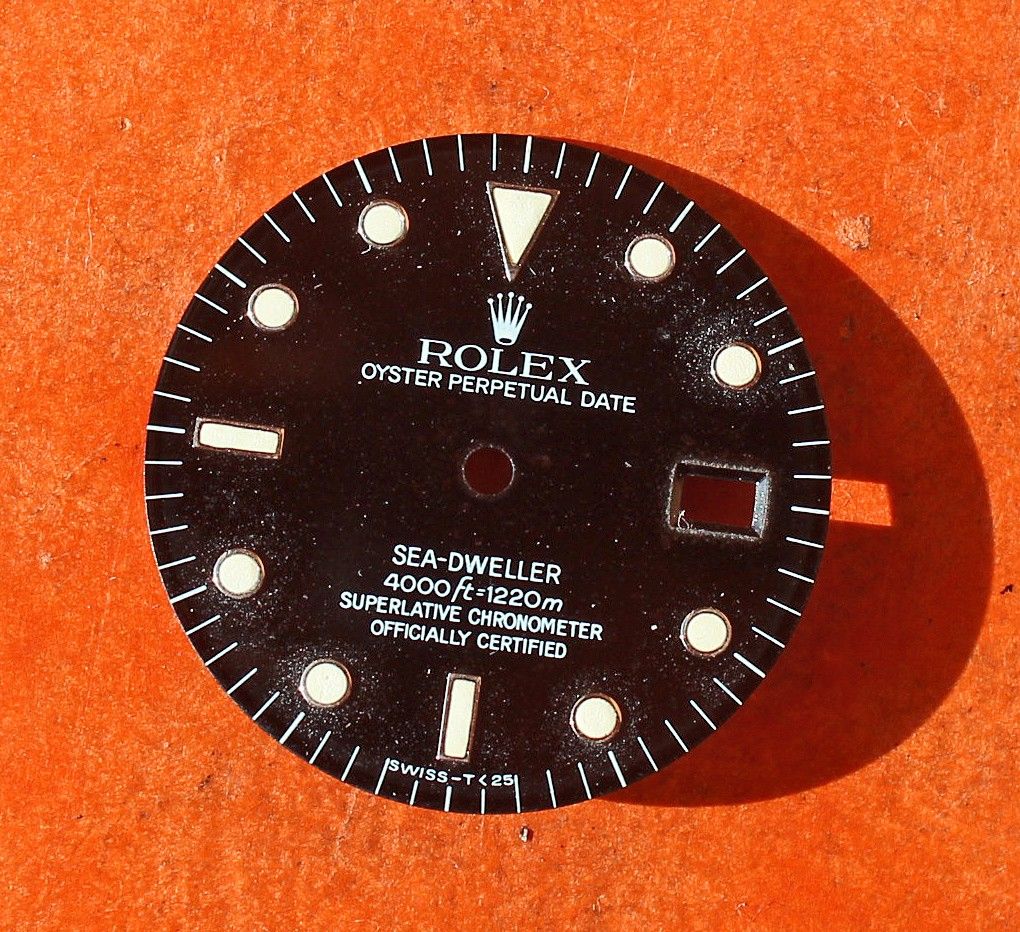 ROLEX
OYSTER PERPETUAL DATE
SEA-DWELLER
4000ft=1220m
SUPERLATIVE CHRONOMETER
OFFICIALLY CERTIFIED
SWISS-T<25